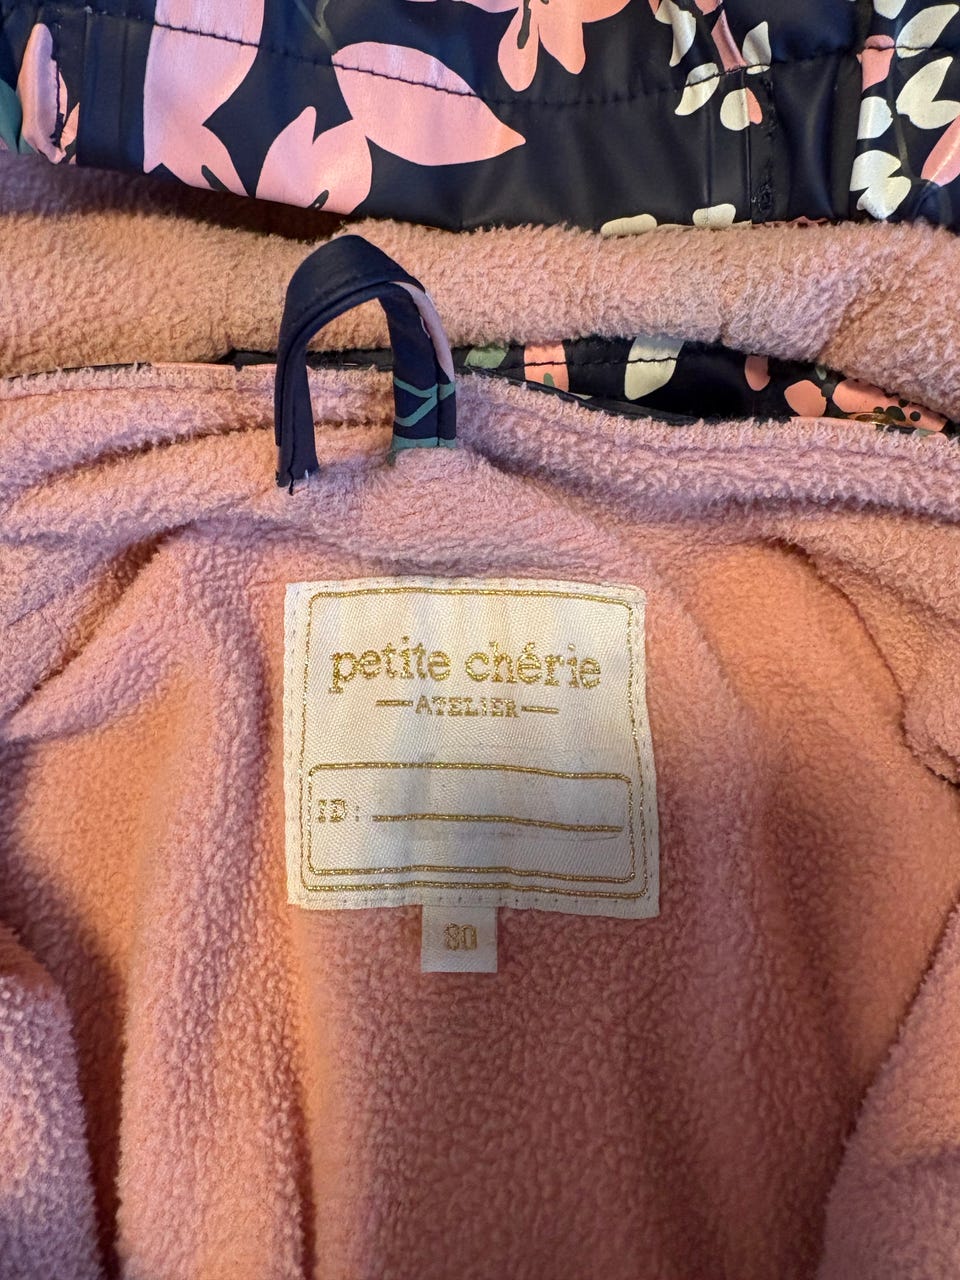 petite chérie
ATELIER
ID:
80